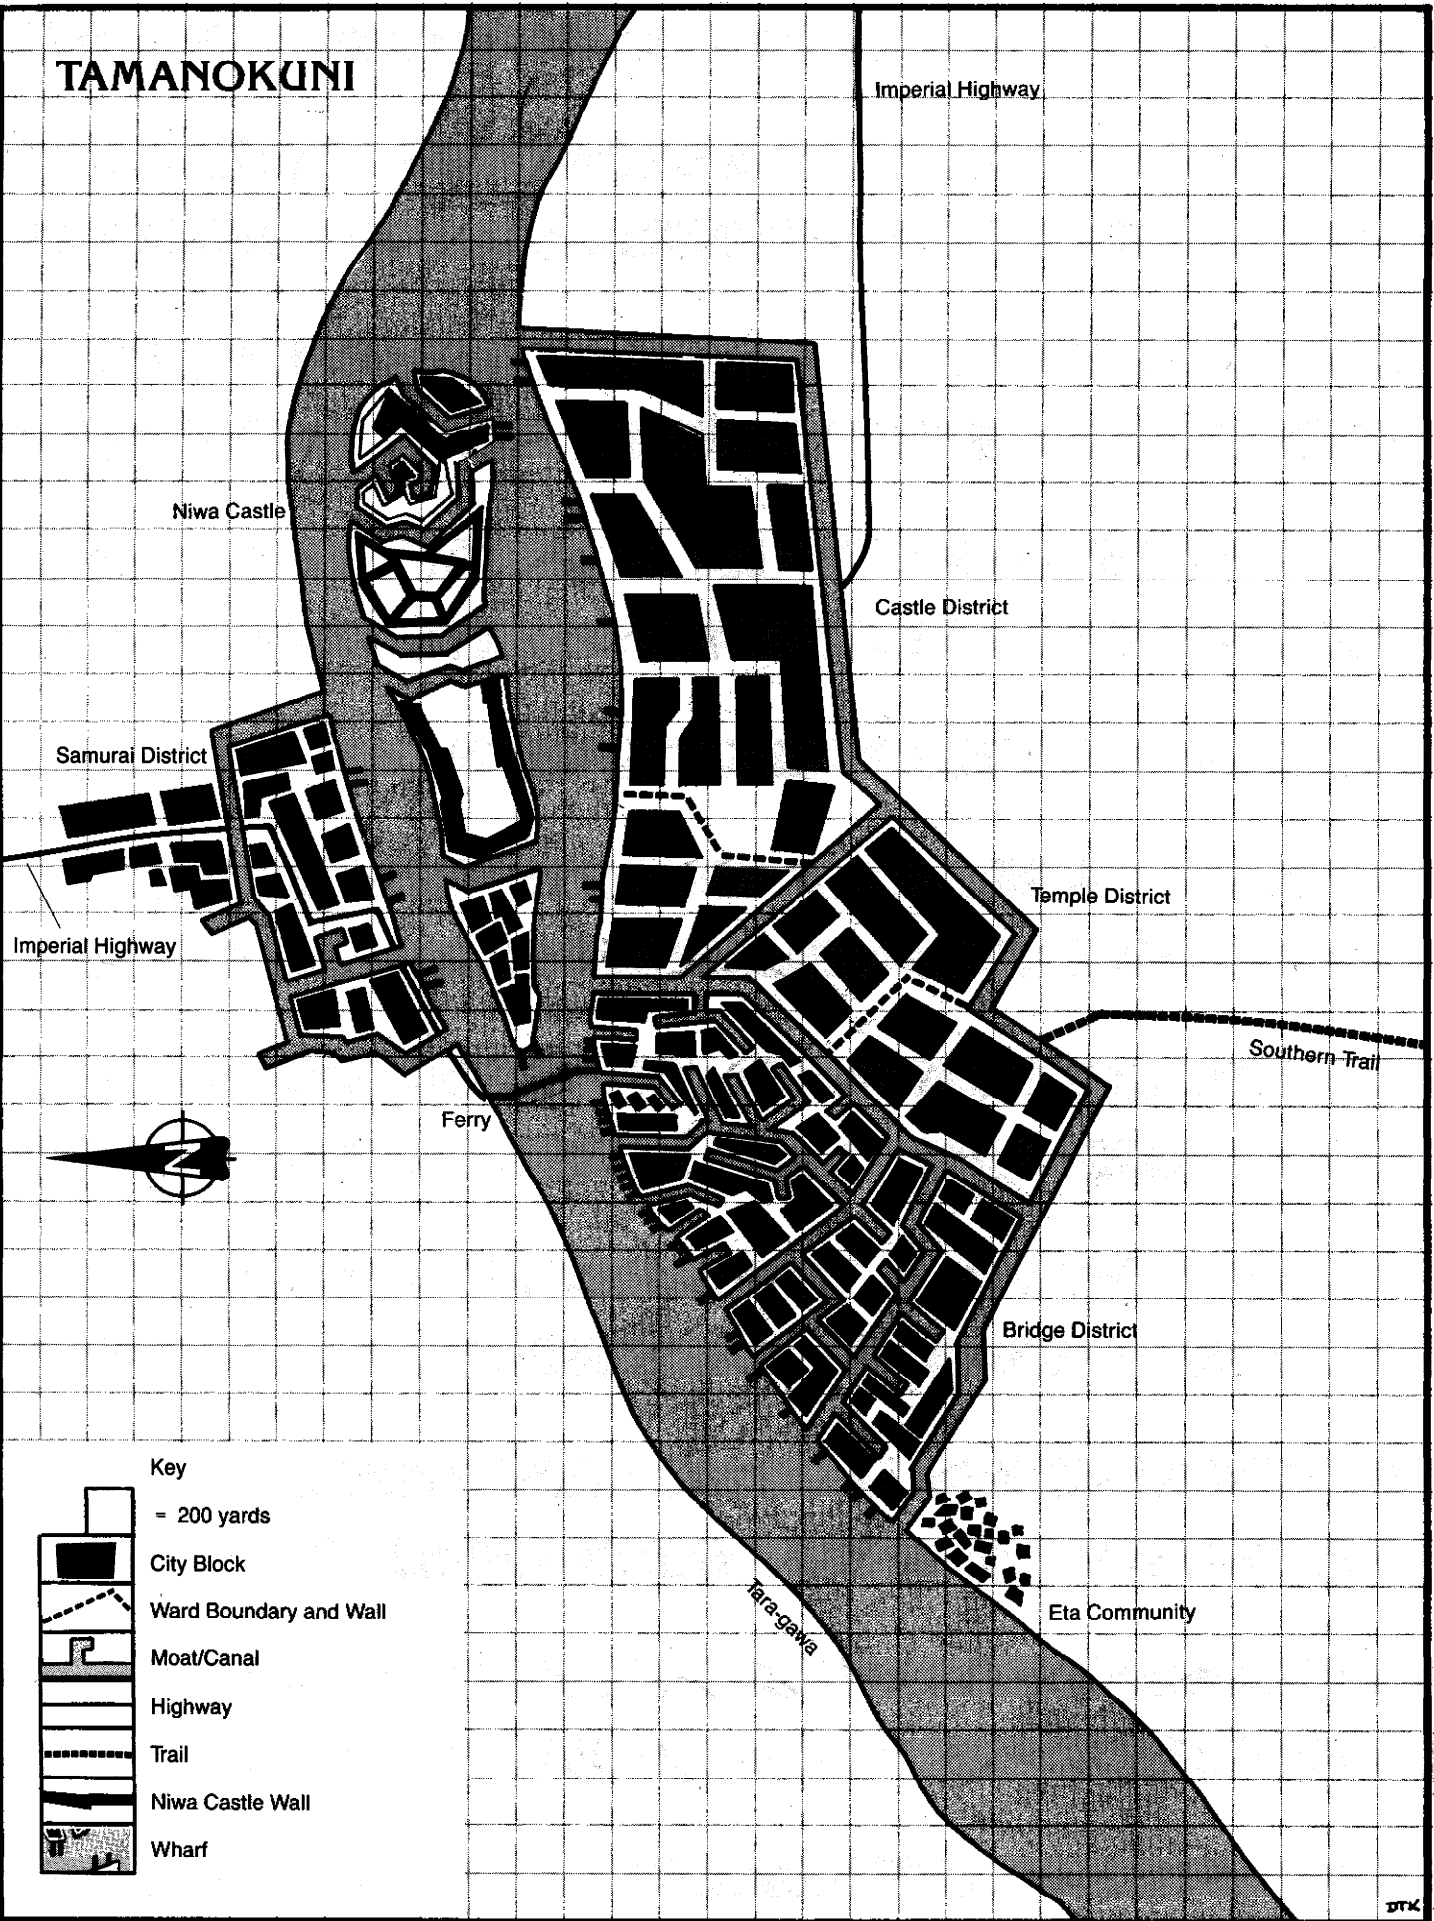 TAMANOKUNI
Imperial Highway
Niwa Castle
Castle District
Samurai District
Temple District
Imperial Highway
Southern Trail
Ferry
N
Bridge District
Key
= 200 yards
City Block
Ward Boundary and Wall
Moat/Canal
Highway
Trail
Niwa Castle Wall
Wharf
Tara-gawa
Eta Community
DTK